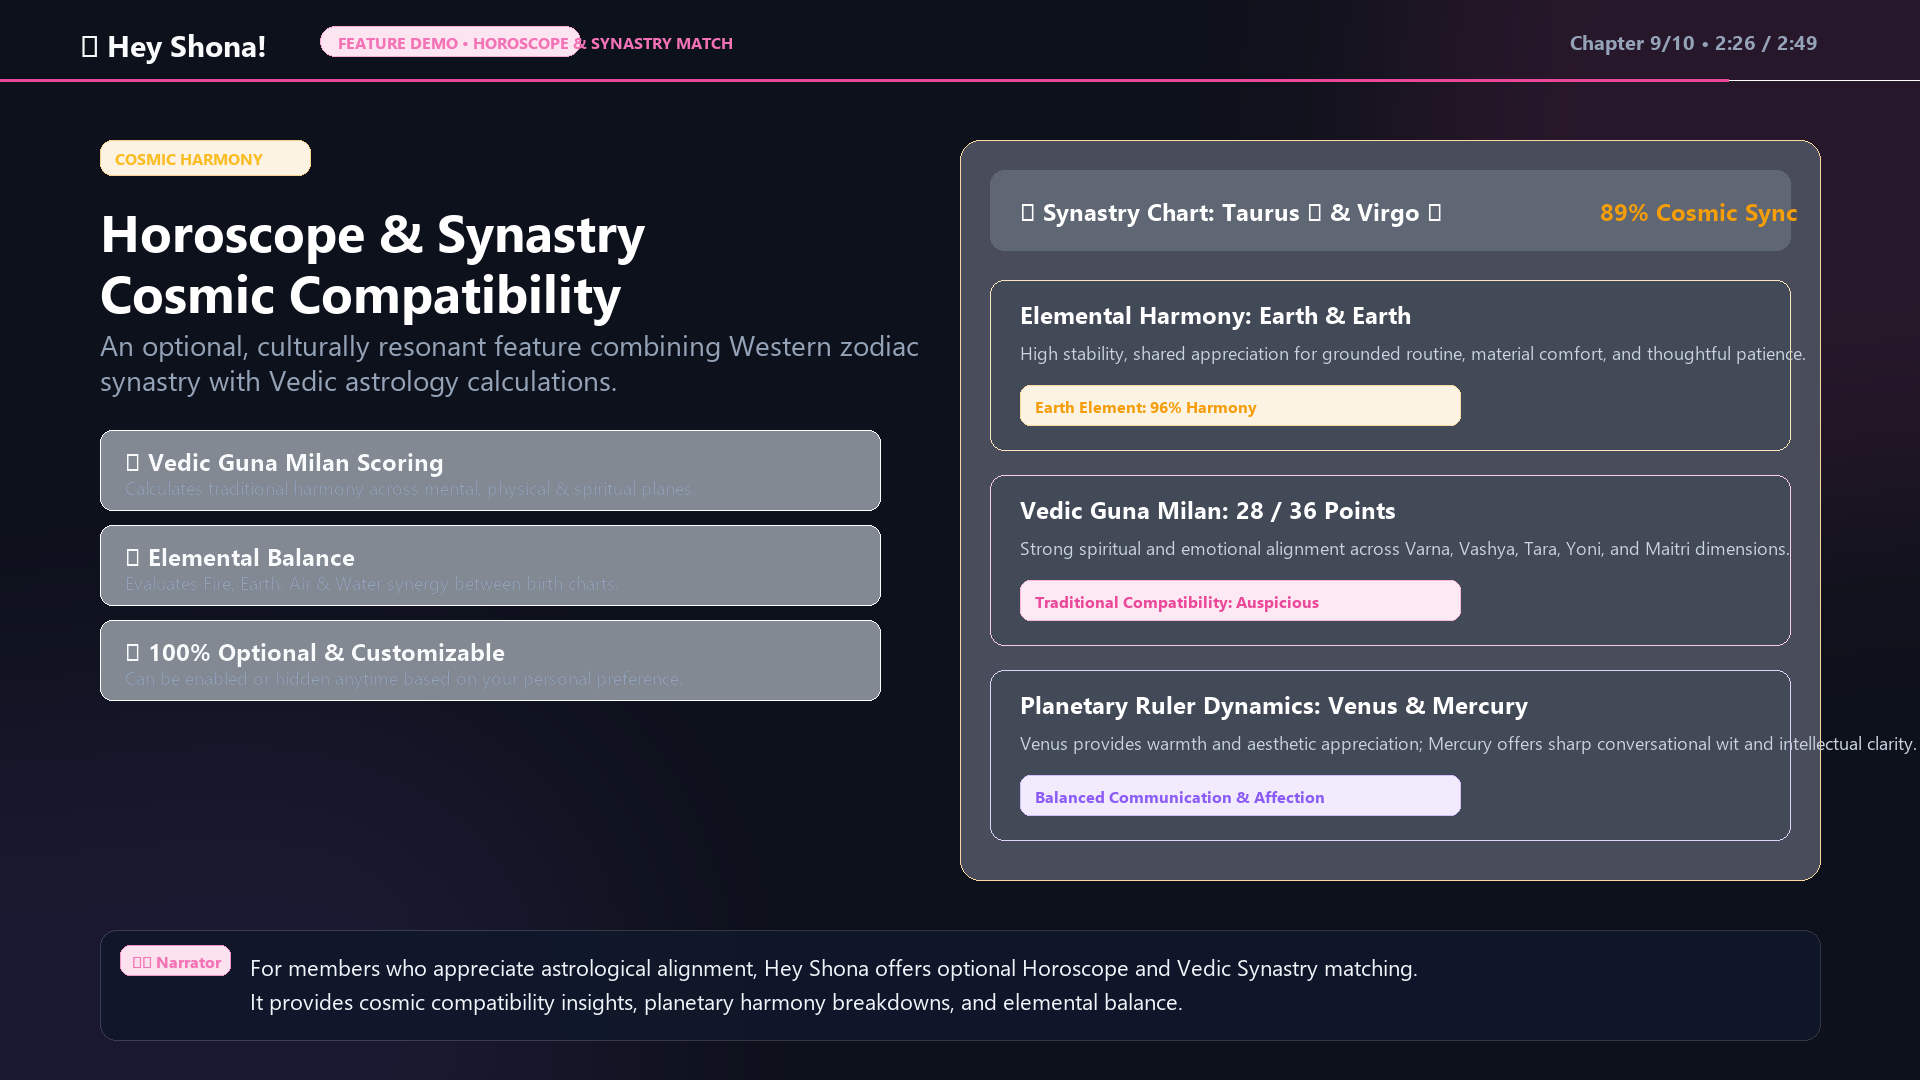 Hey Shona!
FEATURE DEMO • HOROSCOPE & SYNASTRY MATCH
Chapter 9/10 • 2:26 / 2:49
COSMIC HARMONY
Horoscope & Synastry
Cosmic Compatibility
An optional, culturally resonant feature combining Western zodiac
synastry with Vedic astrology calculations.
Vedic Guna Milan Scoring
Calculates traditional harmony across mental, physical & spiritual planes.
Elemental Balance
Evaluates Fire, Earth, Air & Water synergy between birth charts.
100% Optional & Customizable
Can be enabled or hidden anytime based on your personal preference.
Synastry Chart: Taurus & Virgo
89% Cosmic Sync
Elemental Harmony: Earth & Earth
High stability, shared appreciation for grounded routine, material comfort, and thoughtful patience.
Earth Element: 96% Harmony
Vedic Guna Milan: 28 / 36 Points
Strong spiritual and emotional alignment across Varna, Vashya, Tara, Yoni, and Maitri dimensions.
Traditional Compatibility: Auspicious
Planetary Ruler Dynamics: Venus & Mercury
Venus provides warmth and aesthetic appreciation; Mercury offers sharp conversational wit and intellectual clarity.
Balanced Communication & Affection
Narrator
For members who appreciate astrological alignment, Hey Shona offers optional Horoscope and Vedic Synastry matching.
It provides cosmic compatibility insights, planetary harmony breakdowns, and elemental balance.